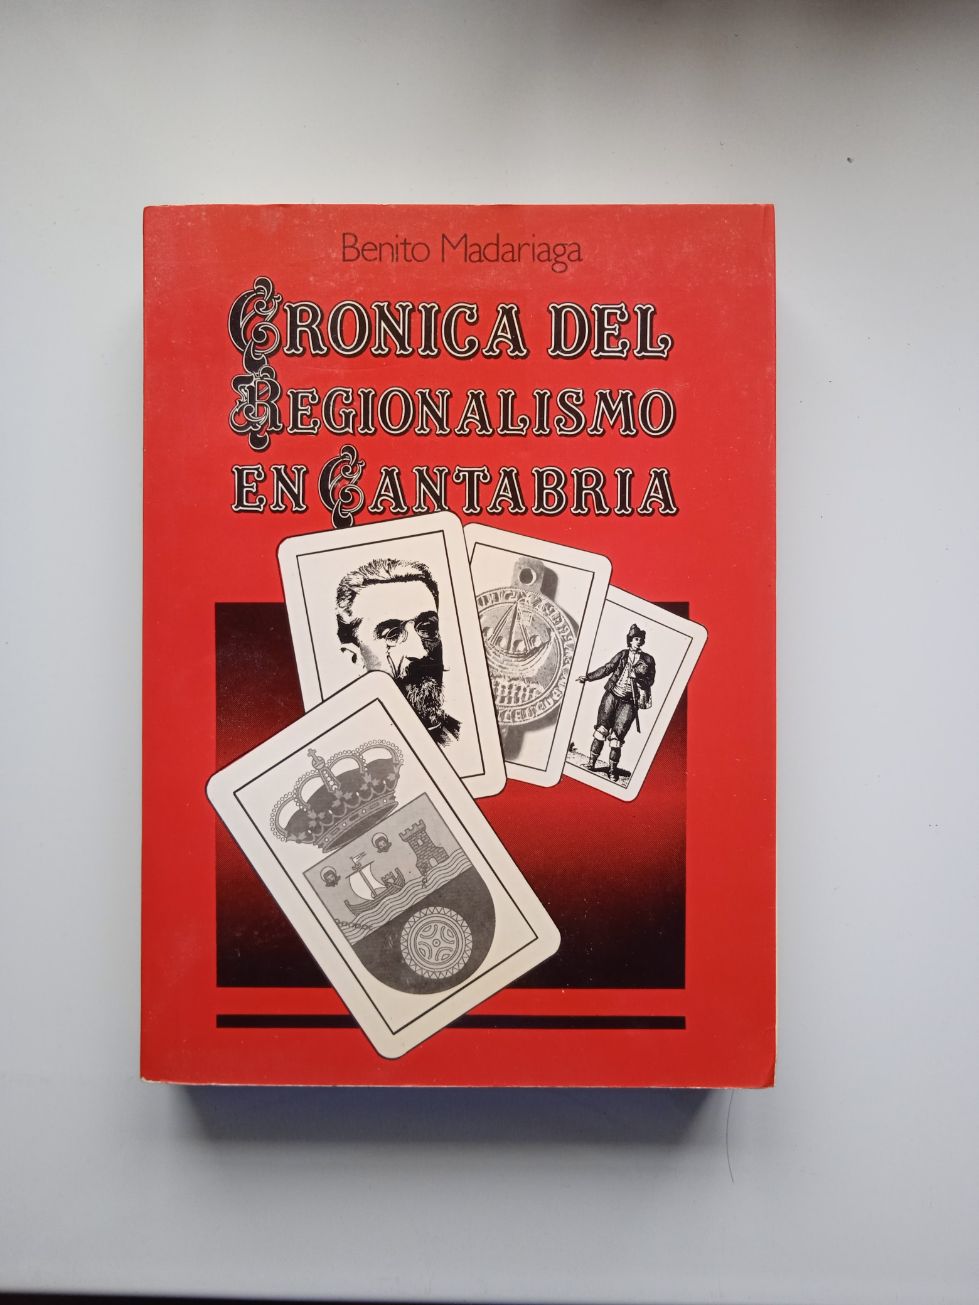 Benito Madariaga
CRONICA DEL
REGIONALISMO
EN CANTABRIA